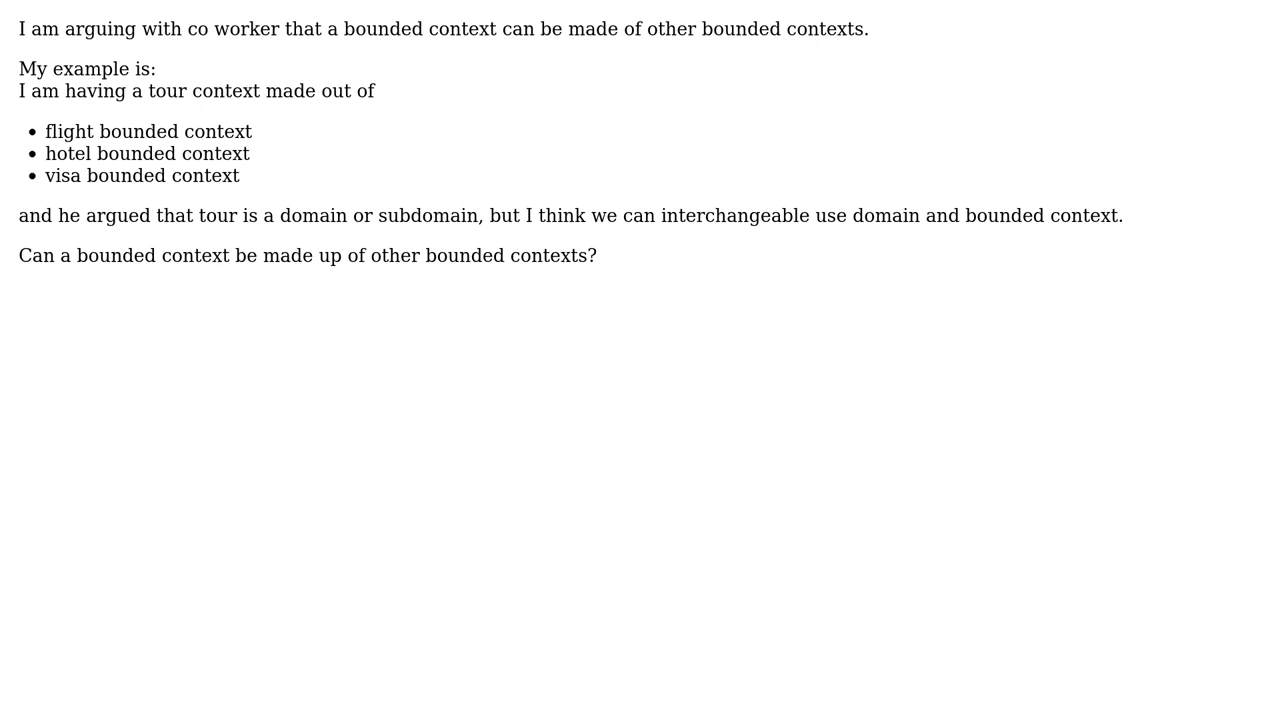 I am arguing with co worker that a bounded context can be made of other bounded contexts.
My example is:
I am having a tour context made out of
• flight bounded context
• hotel bounded context
• visa bounded context
and he argued that tour is a domain or subdomain, but I think we can interchangeable use domain and bounded context.
Can a bounded context be made up of other bounded contexts?